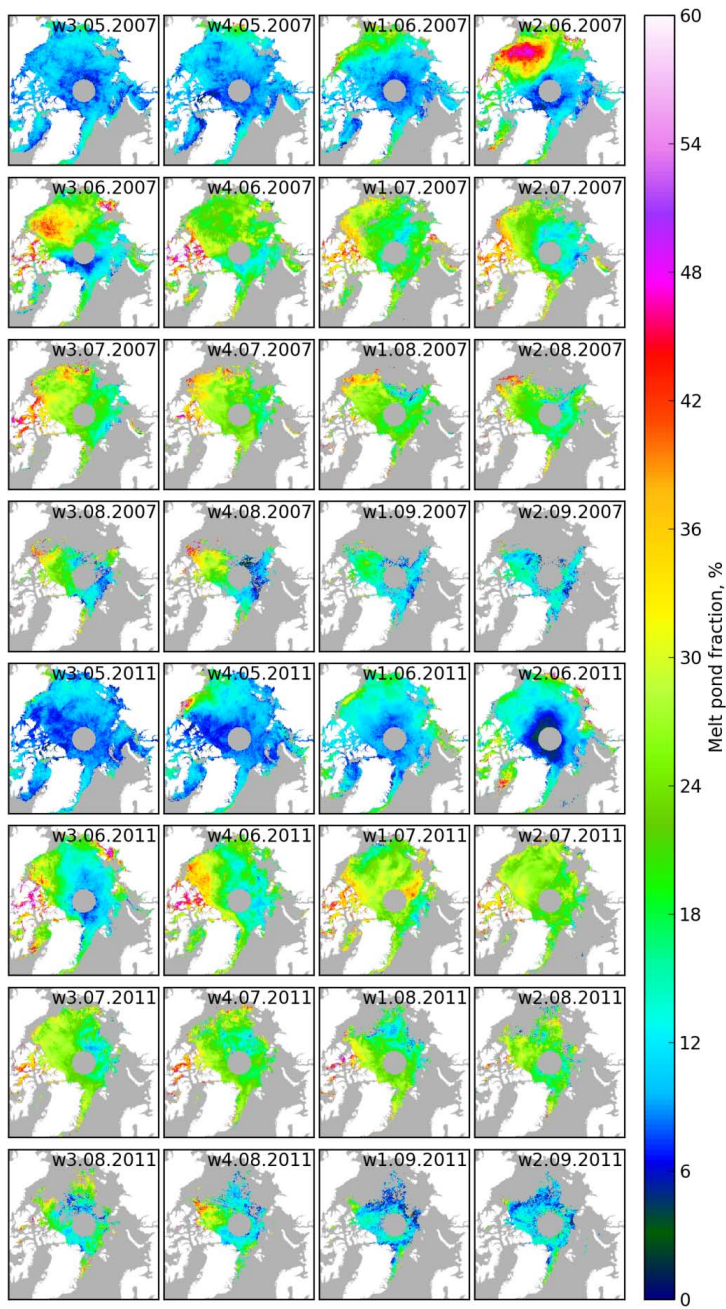 w3.05.2007
w4.05.2007
w1.06.2007
w2.06.2007
w3.06.2007
w4.06.2007
w1.07.2007
w2.07.2007
w3.07.2007
w4.07.2007
w1.08.2007
w2.08.2007
w3.08.2007
w4.08.2007
w1.09.2007
w2.09.2007
w3.05.2011
w4.05.2011
w1.06.2011
w2.06.2011
w3.06.2011
w4.06.2011
w1.07.2011
w2.07.2011
w3.07.2011
w4.07.2011
w1.08.2011
w2.08.2011
w3.08.2011
w4.08.2011
w1.09.2011
w2.09.2011
60
54
48
42
36
30
24
18
12
6
0
Melt pond fraction, %